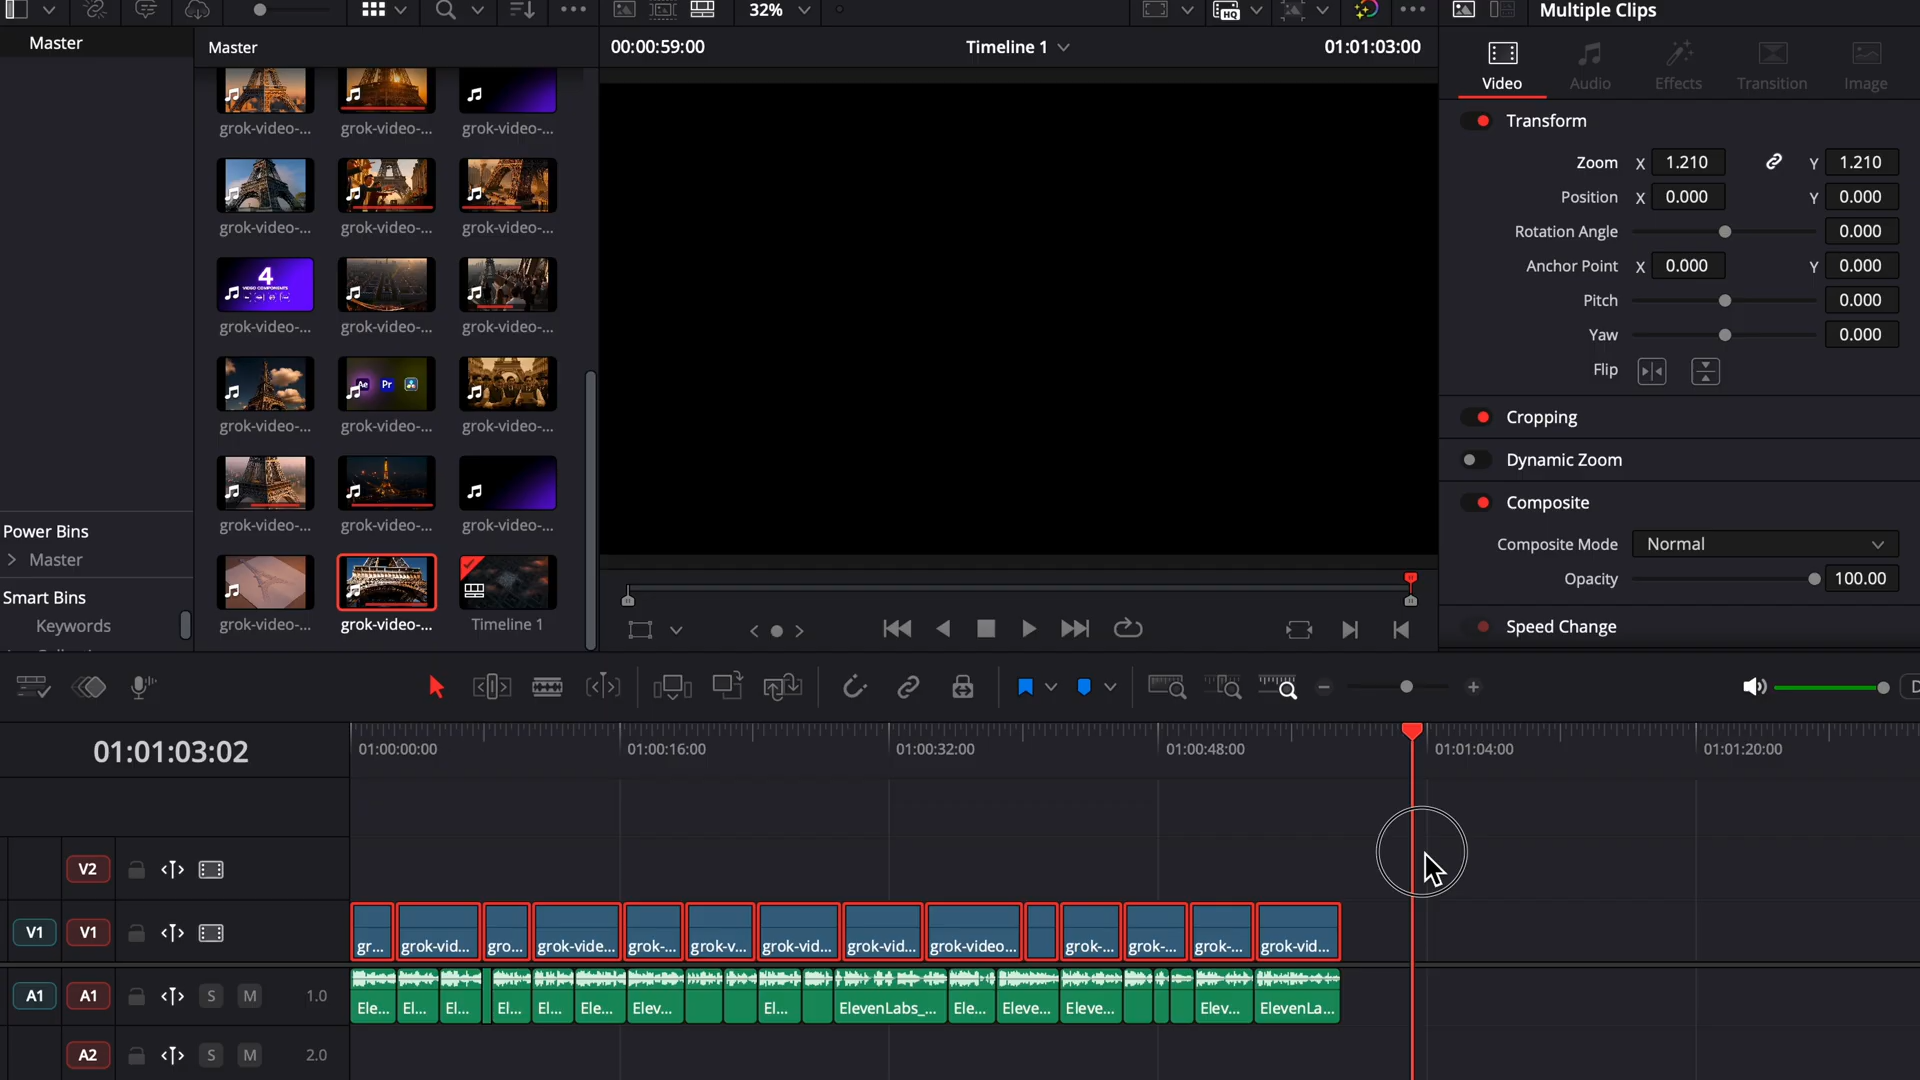 32%
Multiple Clips
Master
Master
00:00:59:00
Timeline 1
01:01:03:00
Video
Audio
Effects
Transition
Image
grok-video-...
grok-video-...
grok-video-...
Transform
Zoom X 1.210 Y 1.210
Position X 0.000 Y 0.000
Rotation Angle 0.000
Anchor Point X 0.000 Y 0.000
Pitch 0.000
Yaw 0.000
Flip
grok-video-...
grok-video-...
grok-video-...
4
VIDEO COMPONENTS
grok-video-...
grok-video-...
grok-video-...
Ae
Pr
grok-video-...
grok-video-...
grok-video-...
Cropping
Dynamic Zoom
Composite
Composite Mode Normal
Opacity 100.00
Speed Change
grok-video-...
grok-video-...
grok-video-...
Power Bins
Master
Smart Bins
Keywords
grok-video-...
grok-video-...
Timeline 1
01:01:03:02
01:00:00:00
01:00:16:00
01:00:32:00
01:00:48:00
01:01:04:00
01:01:20:00
V2
V1 V1
gr...
grok-vid...
gro...
grok-vide...
grok-...
grok-v...
grok-vid...
grok-vid...
grok-video...
grok-...
grok-...
grok-...
grok-vid...
A1 A1 S M 1.0
Ele...
El...
El...
El...
El...
Ele...
Elev...
El...
ElevenLabs_...
Ele...
Eleve...
Eleve...
Elev...
ElevenLa...
A2 S M 2.0